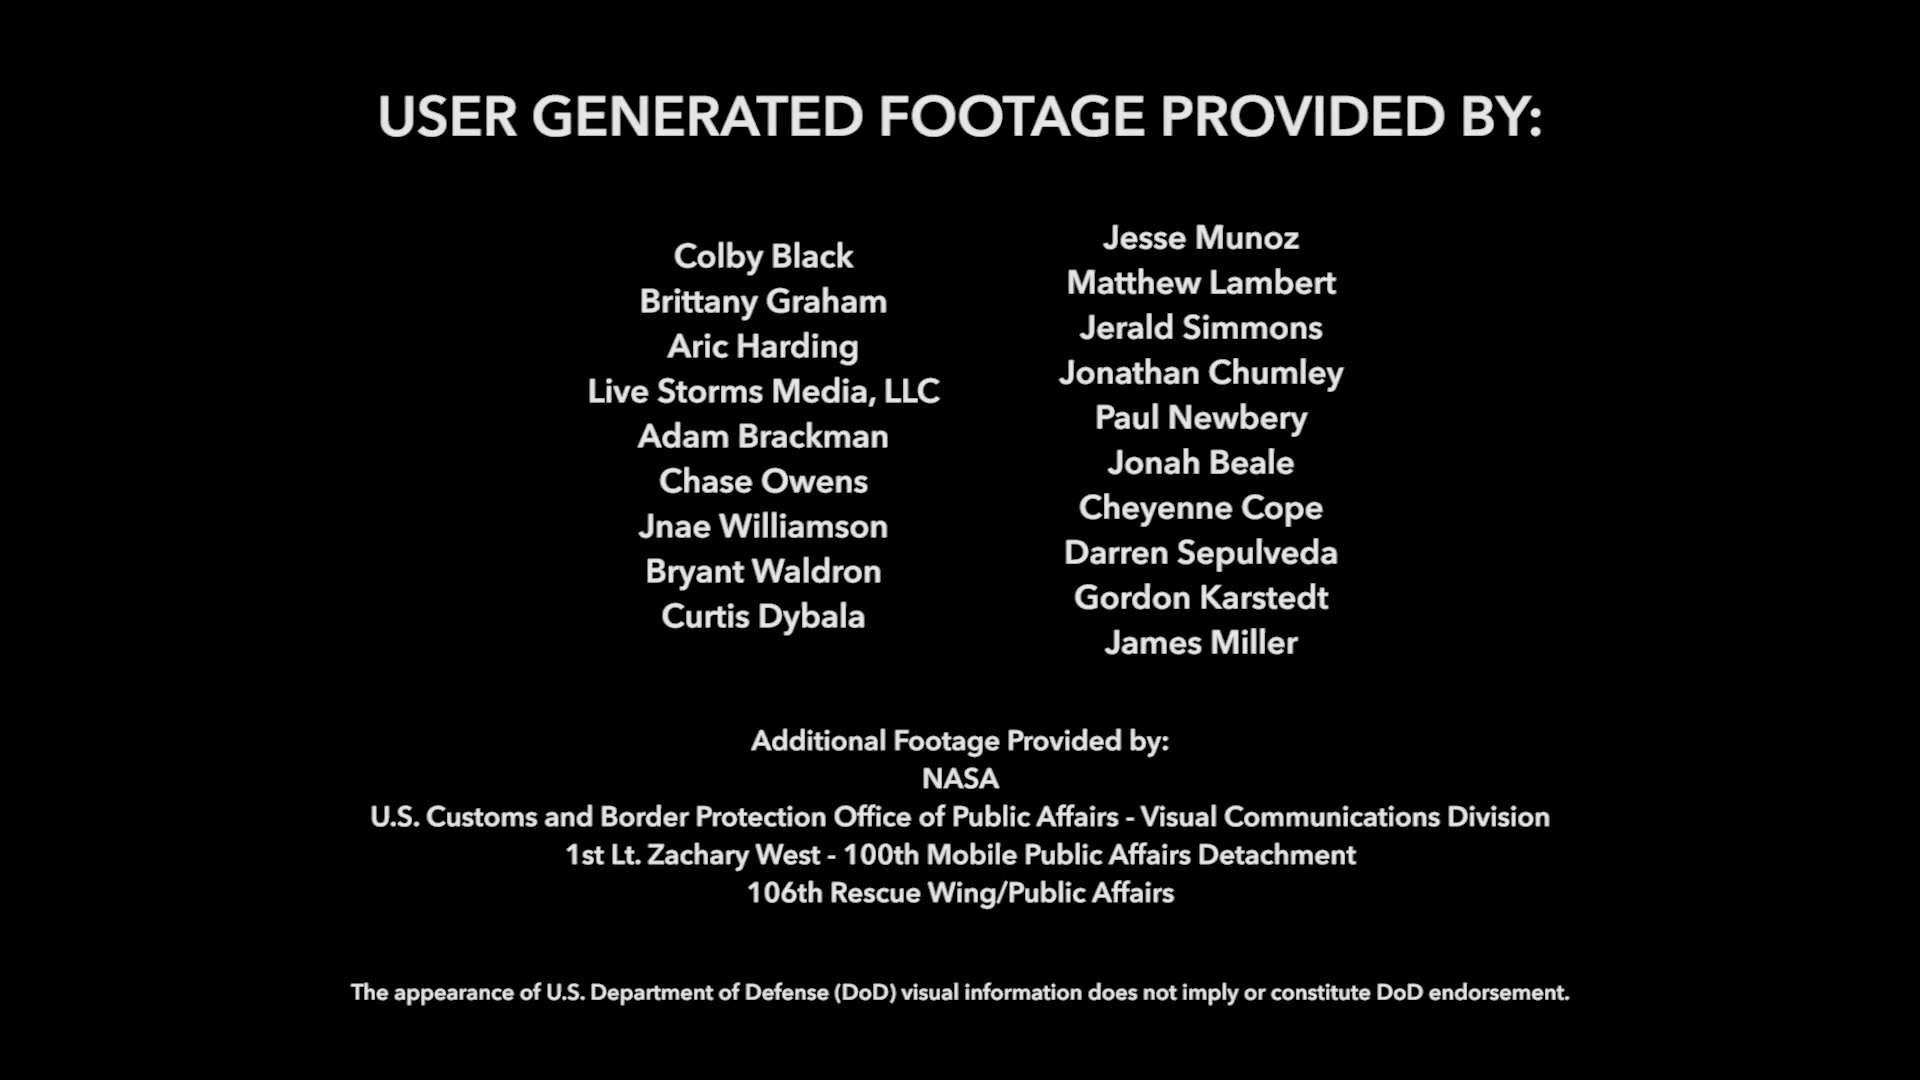 USER GENERATED FOOTAGE PROVIDED BY:
Colby Black
Brittany Graham
Aric Harding
Live Storms Media, LLC
Adam Brackman
Chase Owens
Jnae Williamson
Bryant Waldron
Curtis Dybala
Jesse Munoz
Matthew Lambert
Jerald Simmons
Jonathan Chumley
Paul Newbery
Jonah Beale
Cheyenne Cope
Darren Sepulveda
Gordon Karstedt
James Miller
Additional Footage Provided by:
NASA
U.S. Customs and Border Protection Office of Public Affairs - Visual Communications Division
1st Lt. Zachary West - 100th Mobile Public Affairs Detachment
106th Rescue Wing/Public Affairs
The appearance of U.S. Department of Defense (DoD) visual information does not imply or constitute DoD endorsement.